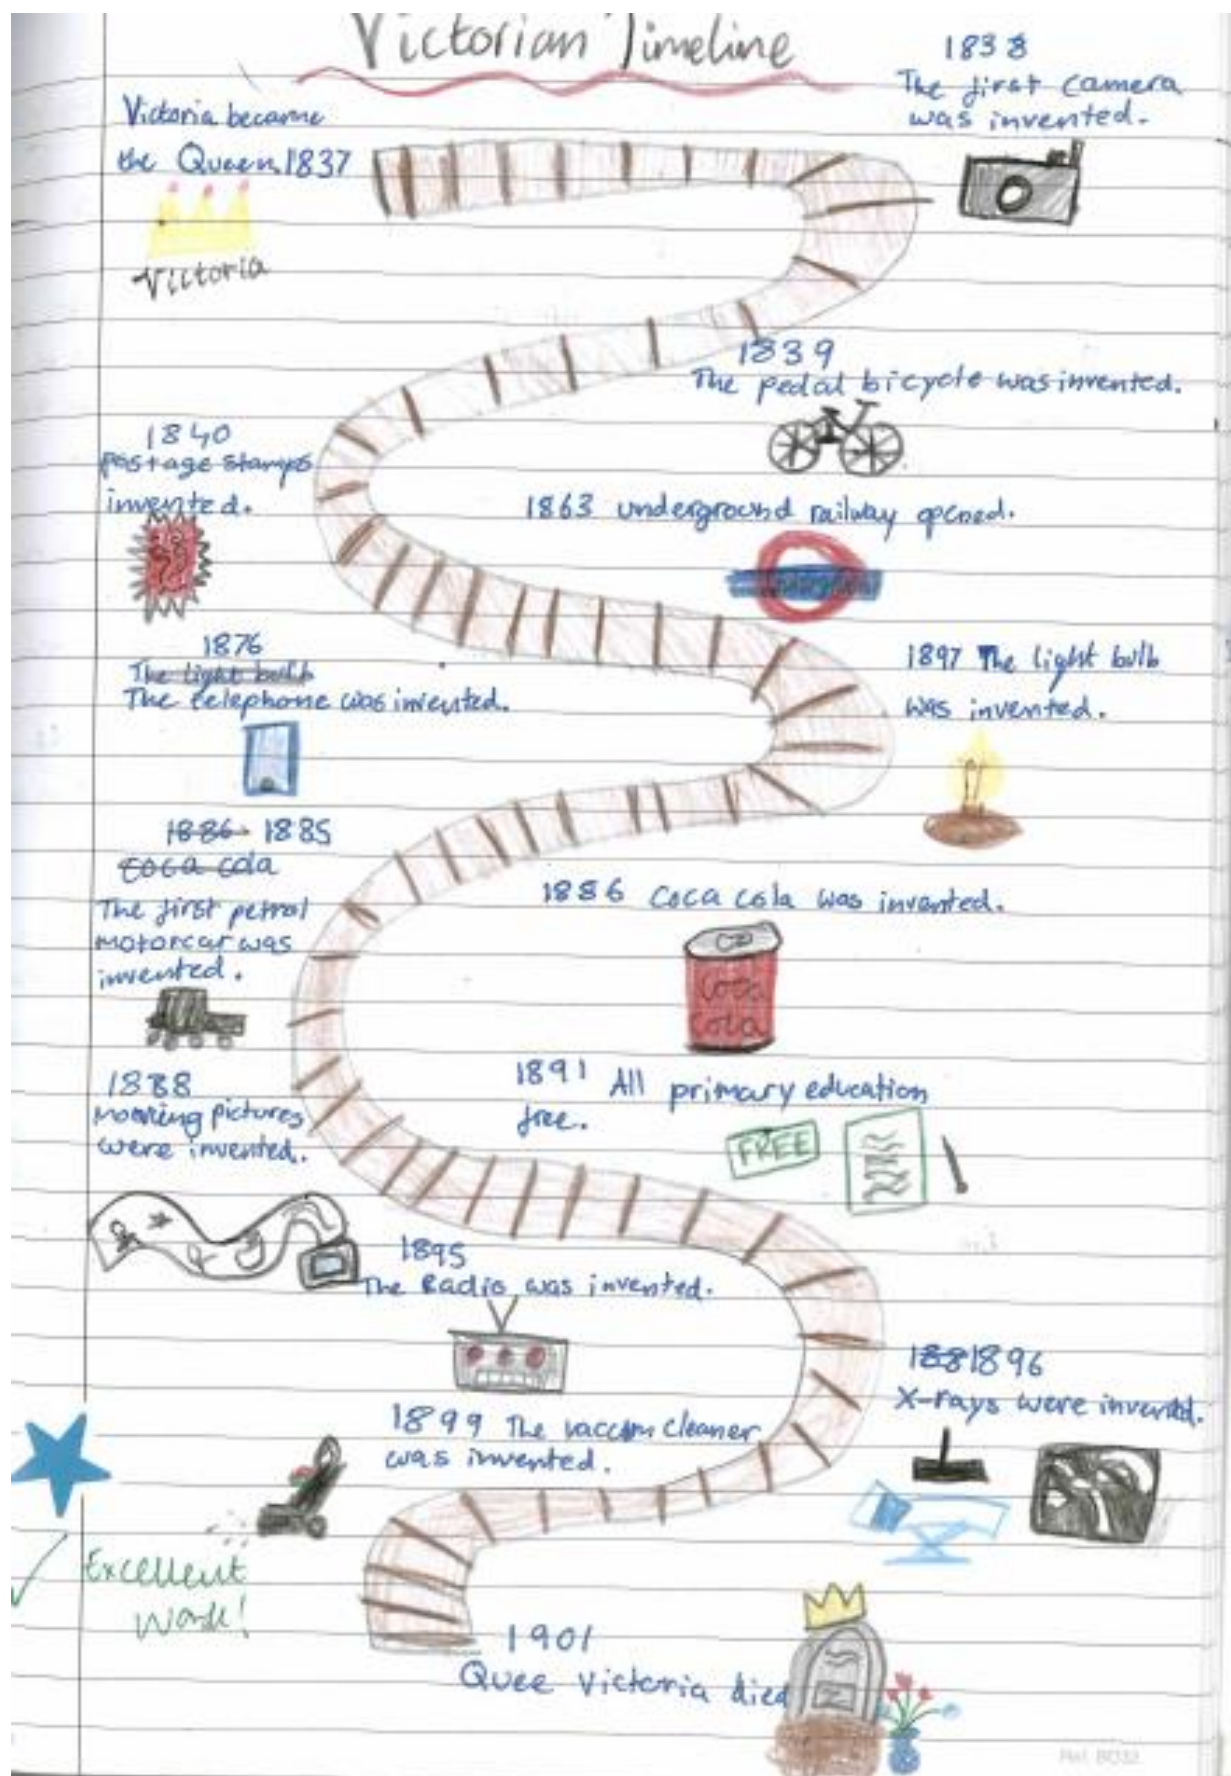 Victorian Timeline
Victoria became
the Queen 1837
Victoria
1838
The first camera
was invented.
1839
The pedal bicycle was invented.
1840
Postage stamps
invented.
1863 underground railway opened.
1876
The light bulb
The telephone was invented.
1897 The light bulb
was invented.
1886 1885
coca cola
The first petrol
motorcar was
invented.
1886 Coca cola was invented.
Coca
cola
1888
Moving pictures
were invented.
1891 All primary education
free.
FREE
1895
The Radio was invented.
1881896
X-rays were invented.
1899 The vaccum cleaner
was invented.
Excellent
Work!
1901
Quee Victoria died
Ref. BO32